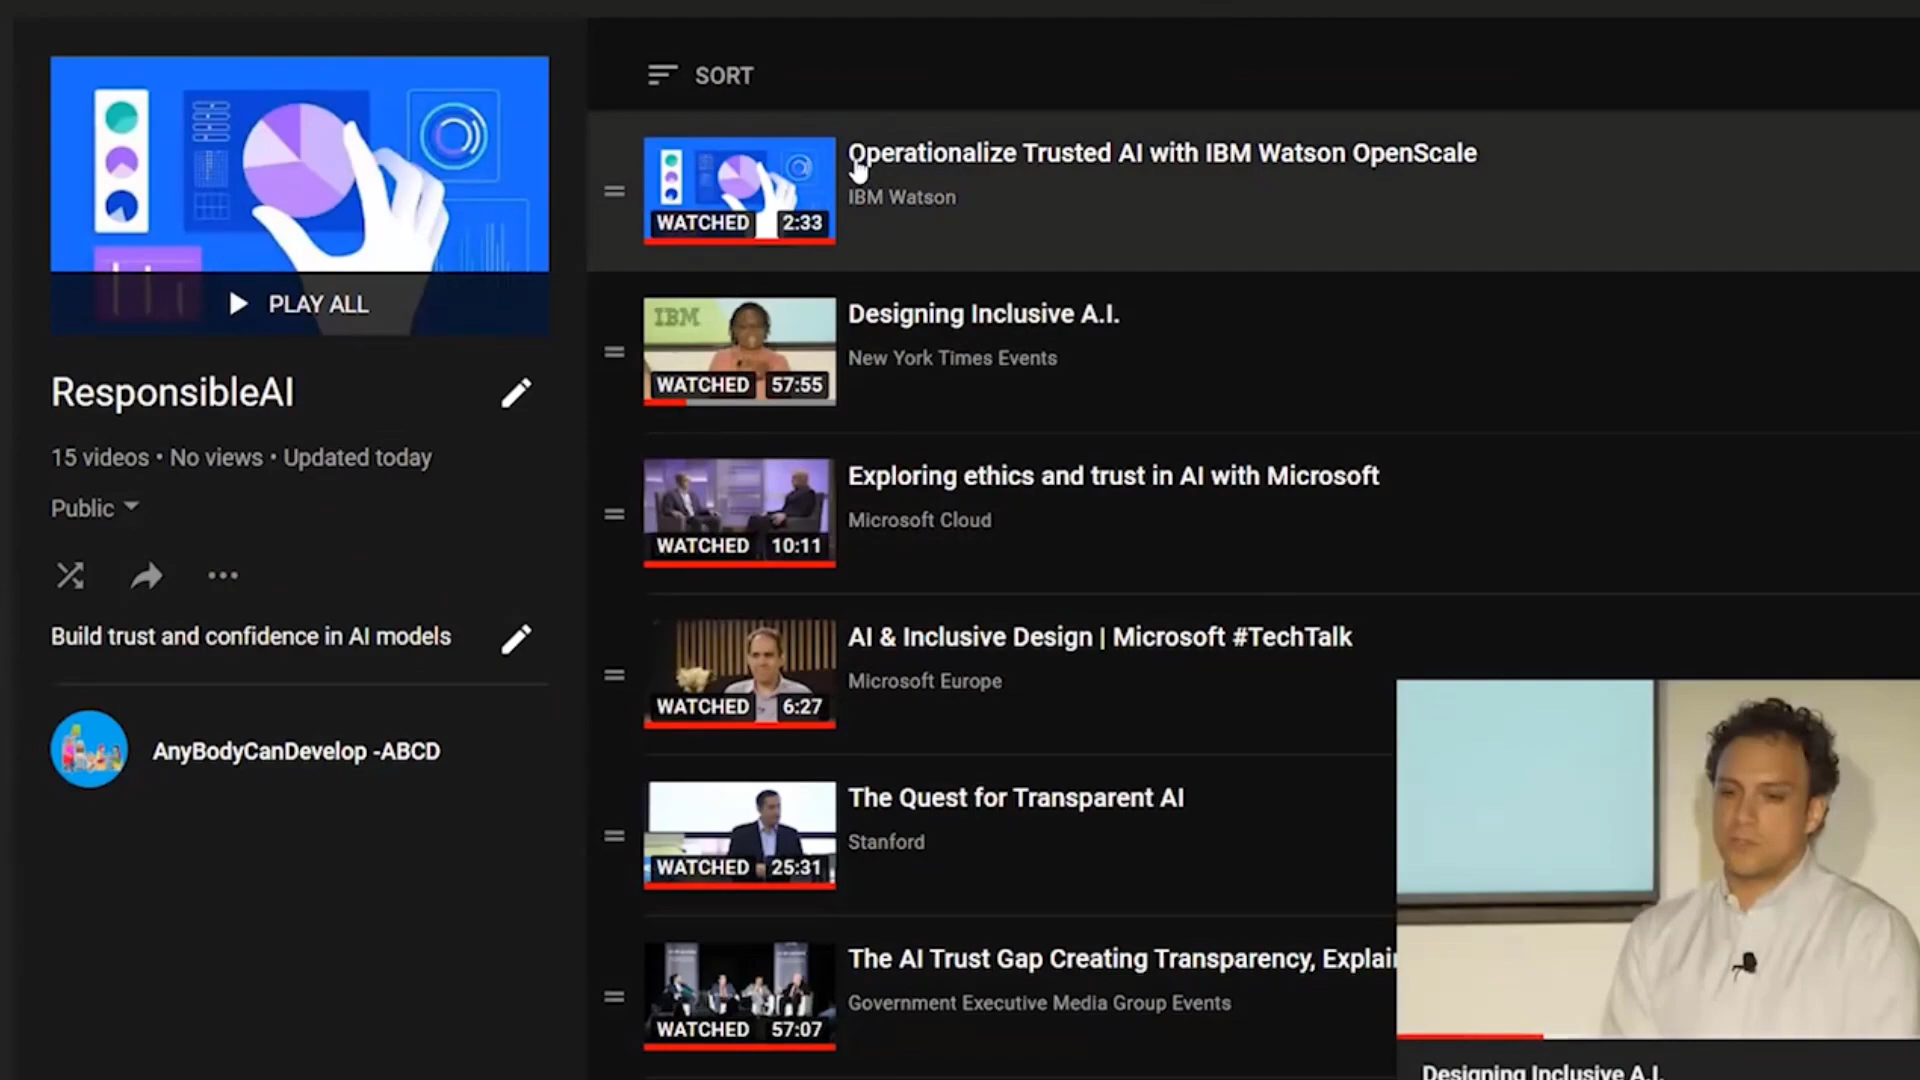 PLAY ALL
ResponsibleAI
15 videos • No views • Updated today
Public
Build trust and confidence in AI models
AnyBodyCanDevelop -ABCD
SORT
Operationalize Trusted AI with IBM Watson OpenScale
IBM Watson
WATCHED 2:33
Designing Inclusive A.I.
New York Times Events
IBM
WATCHED 57:55
Exploring ethics and trust in AI with Microsoft
Microsoft Cloud
WATCHED 10:11
AI & Inclusive Design | Microsoft #TechTalk
Microsoft Europe
WATCHED 6:27
The Quest for Transparent AI
Stanford
WATCHED 25:31
The AI Trust Gap Creating Transparency, Explai
Government Executive Media Group Events
WATCHED 57:07
Designing Inclusive A.I.